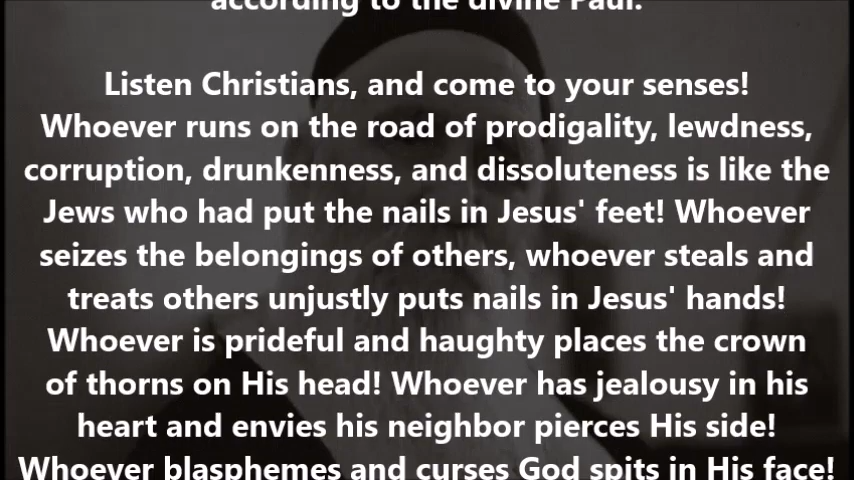 according to the divine Paul.
Listen Christians, and come to your senses!
Whoever runs on the road of prodigality, lewdness,
corruption, drunkenness, and dissoluteness is like the
Jews who had put the nails in Jesus' feet! Whoever
seizes the belongings of others, whoever steals and
treats others unjustly puts nails in Jesus' hands!
Whoever is prideful and haughty places the crown
of thorns on His head! Whoever has jealousy in his
heart and envies his neighbor pierces His side!
Whoever blasphemes and curses God spits in His face!